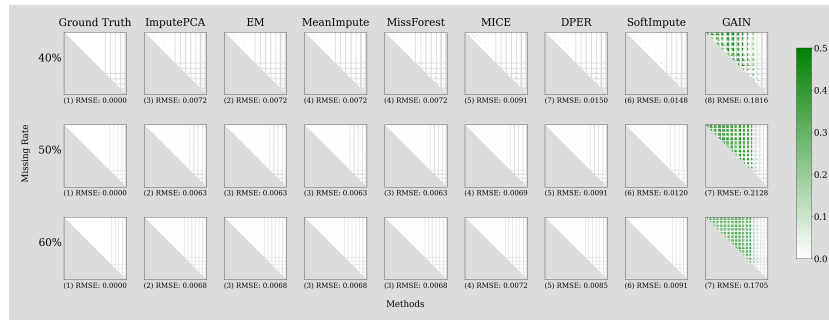 Ground Truth ImputePCA EM MeanImpute MissForest MICE DPER SoftImpute GAIN
40%
(1) RMSE: 0.0000 (3) RMSE: 0.0072 (2) RMSE: 0.0072 (4) RMSE: 0.0072 (4) RMSE: 0.0072 (5) RMSE: 0.0091 (7) RMSE: 0.0150 (6) RMSE: 0.0148 (8) RMSE: 0.1816
50%
(1) RMSE: 0.0000 (2) RMSE: 0.0063 (3) RMSE: 0.0063 (3) RMSE: 0.0063 (3) RMSE: 0.0063 (4) RMSE: 0.0069 (5) RMSE: 0.0091 (6) RMSE: 0.0120 (7) RMSE: 0.2128
60%
(1) RMSE: 0.0000 (2) RMSE: 0.0068 (3) RMSE: 0.0068 (3) RMSE: 0.0068 (3) RMSE: 0.0068 (4) RMSE: 0.0072 (5) RMSE: 0.0085 (6) RMSE: 0.0091 (7) RMSE: 0.1705
Missing Rate
Methods
0.5
0.4
0.3
0.2
0.1
0.0